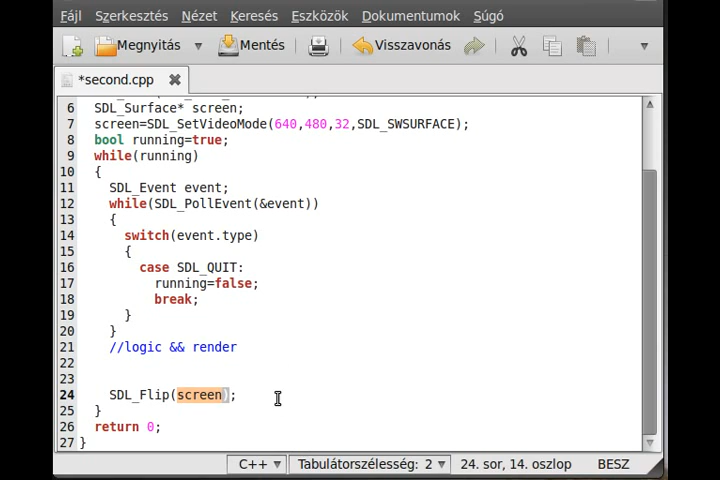 Fájl Szerkesztés Nézet Keresés Eszközök Dokumentumok Súgó
Megnyitás Mentés Visszavonás
*second.cpp
6 SDL_Surface* screen;
7 screen=SDL_SetVideoMode(640,480,32,SDL_SWSURFACE);
8 bool running=true;
9 while(running)
10 {
11 SDL_Event event;
12 while(SDL_PollEvent(&event))
13 {
14 switch(event.type)
15 {
16 case SDL_QUIT:
17 running=false;
18 break;
19 }
20 }
21 //logic && render
22
23
24 SDL_Flip(screen);
25 }
26 return 0;
27 }
C++ Tabulátorszélesség: 2 24. sor, 14. oszlop BESZ